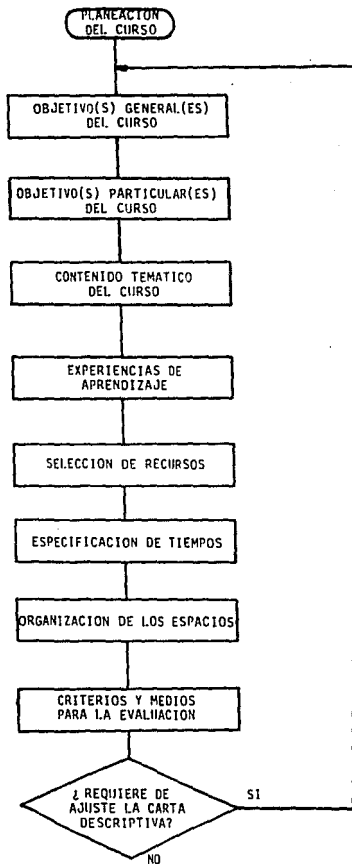 PLANEACION
DEL CURSO
OBJETIVO(S) GENERAL(ES)
DEL CURSO
OBJETIVO(S) PARTICULAR(ES)
DEL CURSO
CONTENIDO TEMATICO
DEL CURSO
EXPERIENCIAS DE
APRENDIZAJE
SELECCION DE RECURSOS
ESPECIFICACION DE TIEMPOS
ORGANIZACION DE LOS ESPACIOS
CRITERIOS Y MEDIOS
PARA LA EVALUACION
¿ REQUIERE DE
AJUSTE LA CARTA
DESCRIPTIVA?
SI
NO